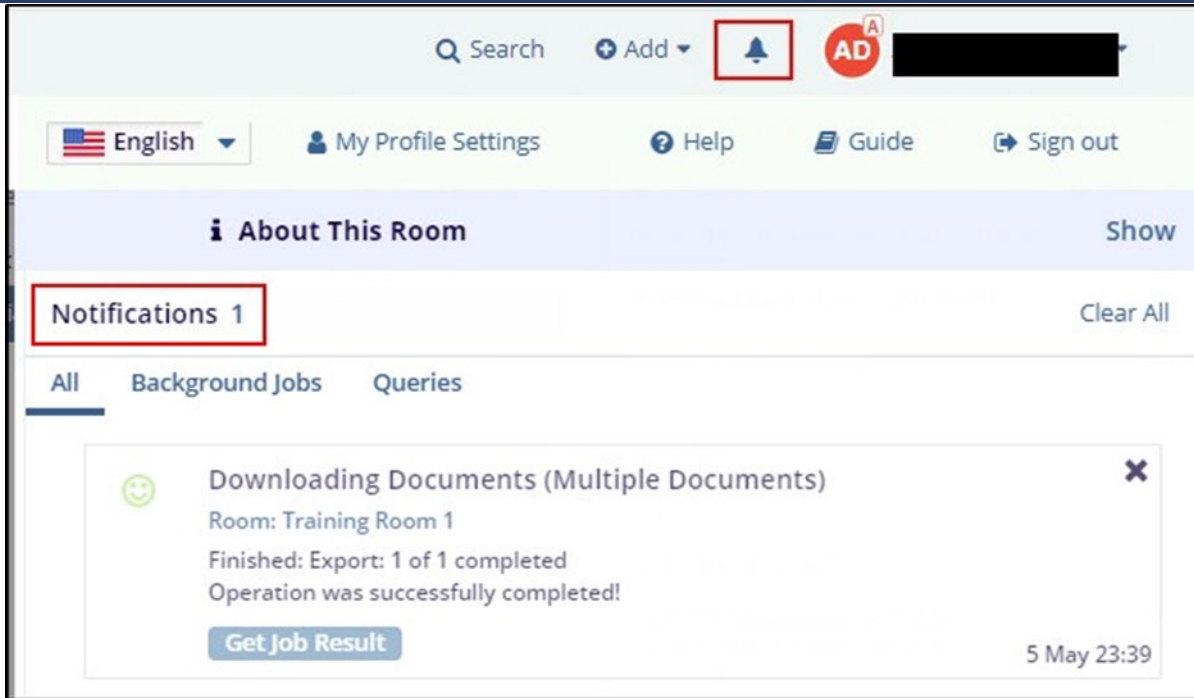 Search Add AD A
English My Profile Settings Help Guide Sign out
i About This Room Show
Notifications 1 Clear All
All Background Jobs Queries
Downloading Documents (Multiple Documents)
Room: Training Room 1
Finished: Export: 1 of 1 completed
Operation was successfully completed!
Get Job Result
5 May 23:39